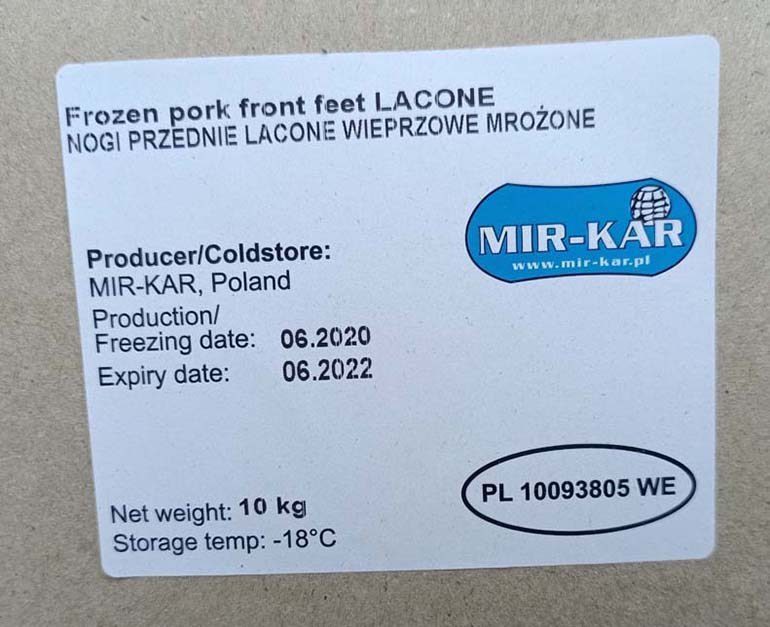 Frozen pork front feet LACONE
NOGI PRZEDNIE LACONE WIEPRZOWE MROŻONE
MIR-KAR
www.mir-kar.pl
Producer/Coldstore:
MIR-KAR, Poland
Production/
Freezing date: 06.2020
Expiry date: 06.2022
PL 10093805 WE
Net weight: 10 kg
Storage temp: -18°C